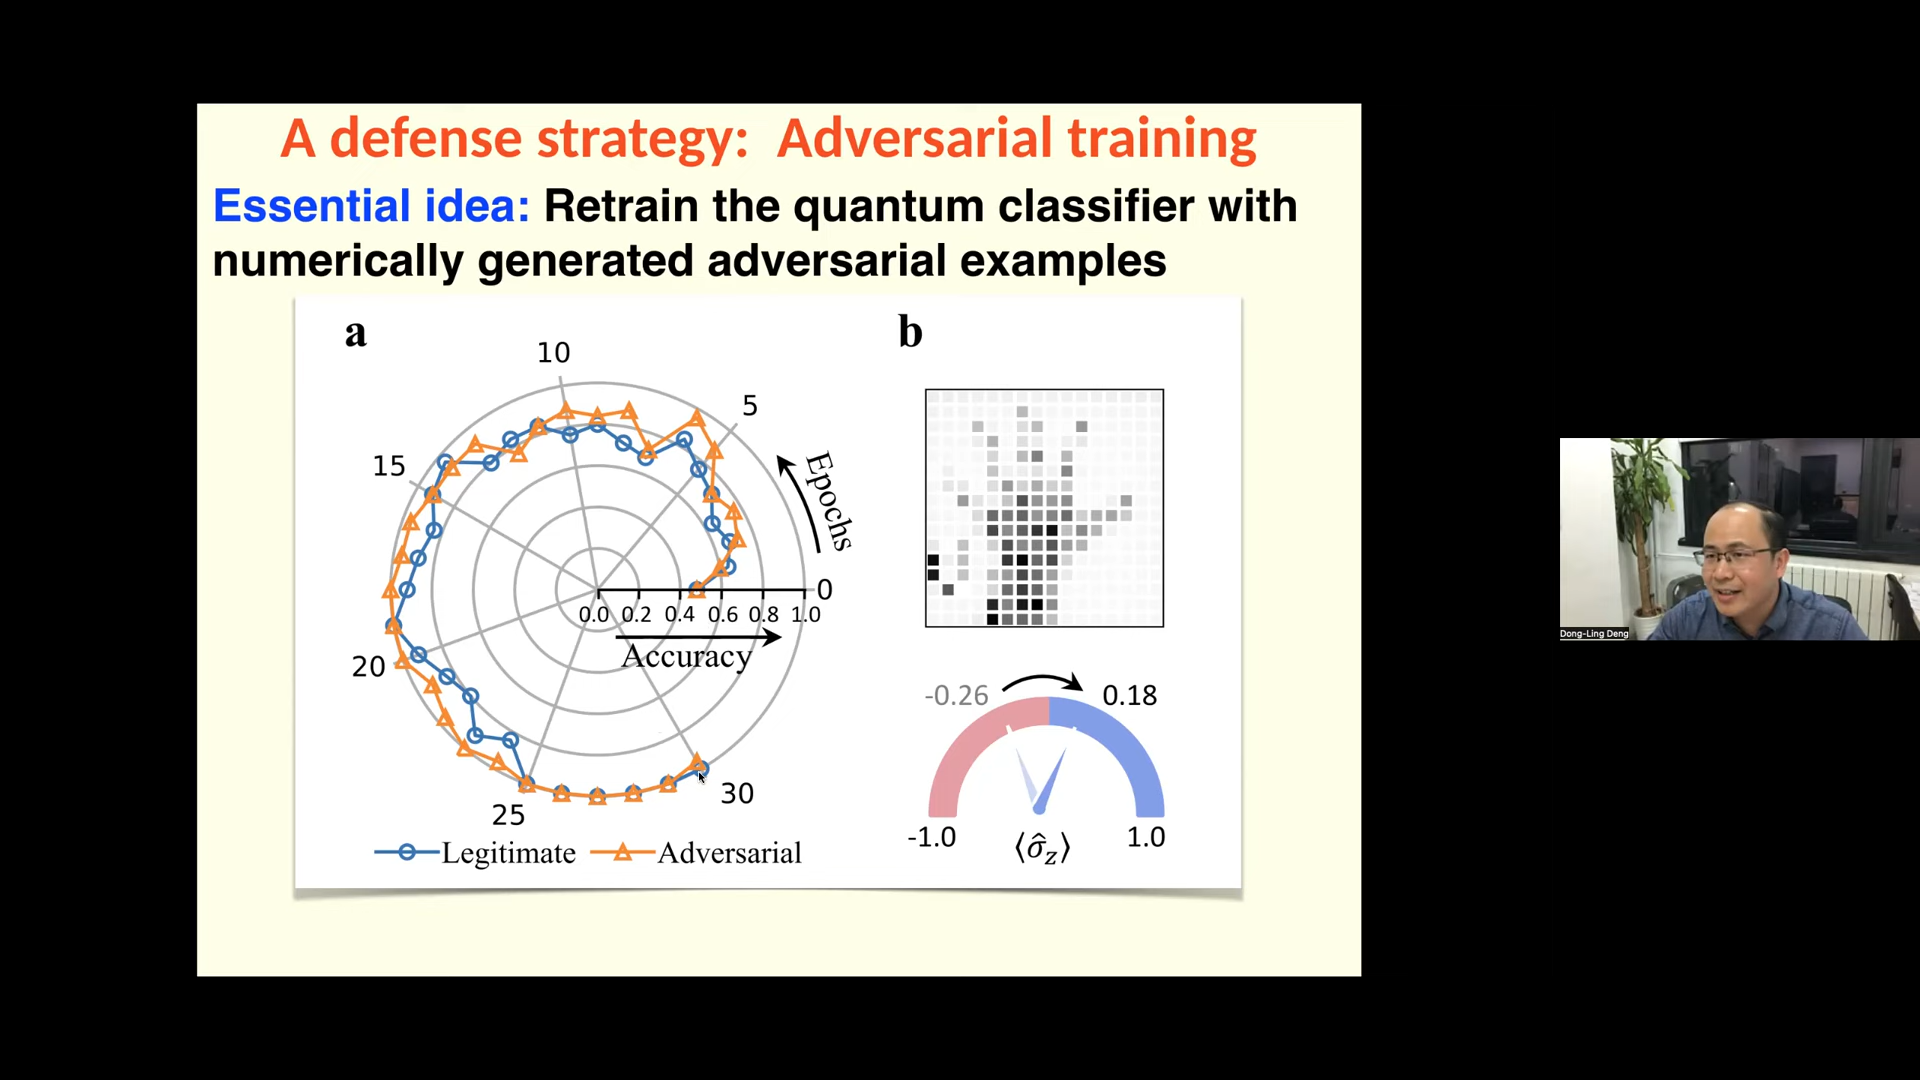 A defense strategy: Adversarial training
Essential idea: Retrain the quantum classifier with
numerically generated adversarial examples
a
b
10
5
15
Epochs
0
0.0 0.2 0.4 0.6 0.8 1.0
Accuracy
20
25
30
Legitimate
Adversarial
-0.26
0.18
-1.0
1.0
⟨σ̂z⟩
Dong-Ling Deng